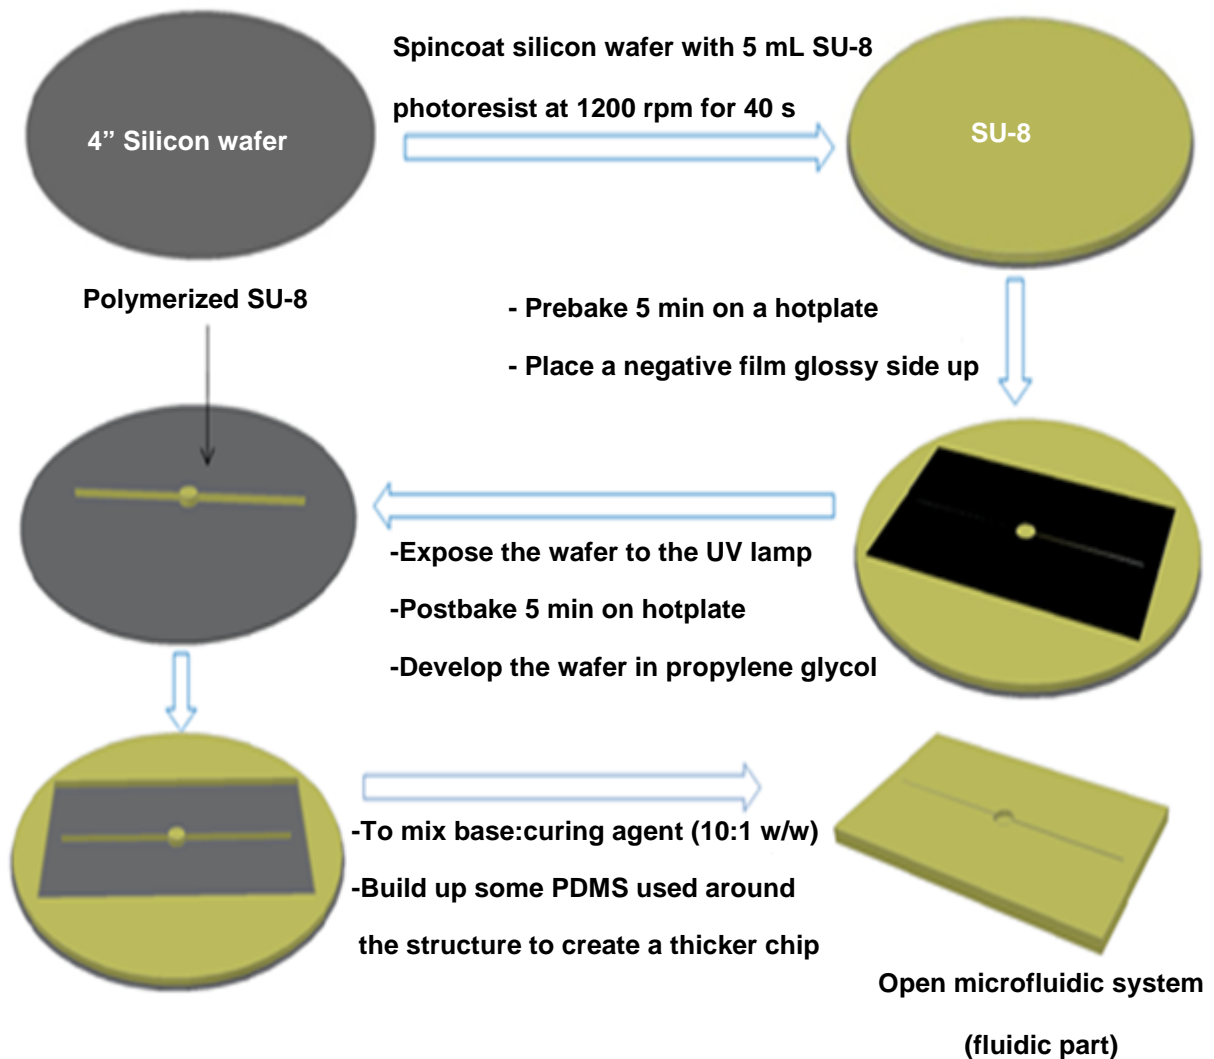 4” Silicon wafer
Spincoat silicon wafer with 5 mL SU-8
photoresist at 1200 rpm for 40 s
SU-8
- Prebake 5 min on a hotplate
- Place a negative film glossy side up
Polymerized SU-8
-Expose the wafer to the UV lamp
-Postbake 5 min on hotplate
-Develop the wafer in propylene glycol
-To mix base:curing agent (10:1 w/w)
-Build up some PDMS used around
the structure to create a thicker chip
Open microfluidic system
(fluidic part)